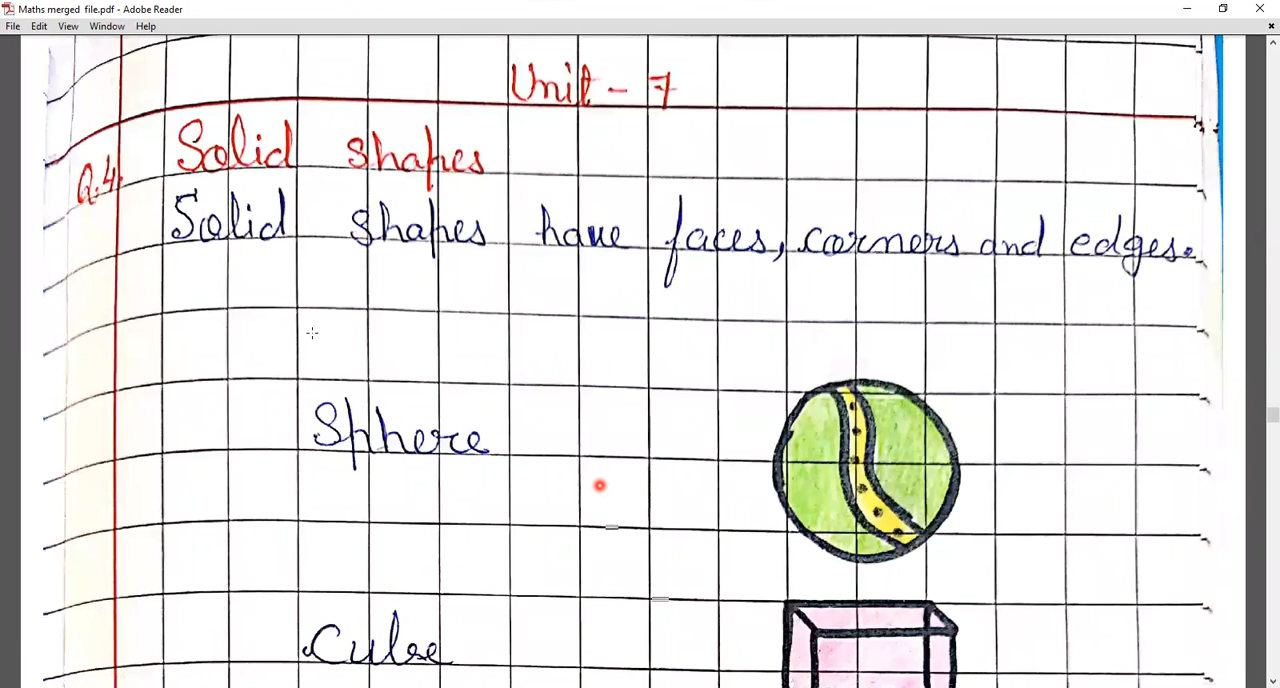 Maths merged file.pdf - Adobe Reader
File Edit View Window Help
Unit - 7
Q.4. Solid shapes
Solid shapes have faces, corners and edges.
Sphere
Cube